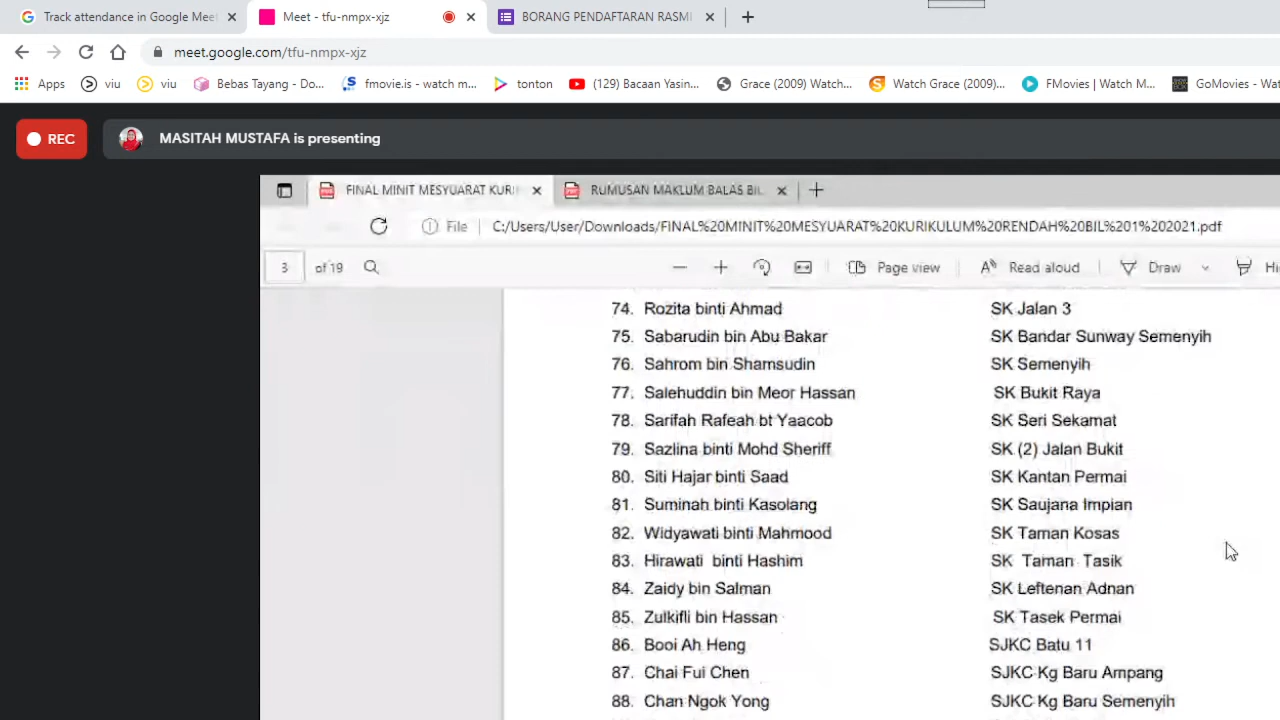 Track attendance in Google Meet
Meet - tfu-nmpx-xjz
BORANG PENDAFTARAN RASMI
meet.google.com/tfu-nmpx-xjz
Apps
viu
viu
Bebas Tayang - Do...
fmovie.is - watch m...
tonton
(129) Bacaan Yasin...
Grace (2009) Watch...
Watch Grace (2009)...
FMovies | Watch M...
GoMovies - Wat
REC
MASITAH MUSTAFA is presenting
FINAL MINIT MESYUARAT KURI
RUMUSAN MAKLUM BALAS BIL
File
C:/Users/User/Downloads/FINAL%20MINIT%20MESYUARAT%20KURIKULUM%20RENDAH%20BIL%201%202021.pdf
3 of 19
Page view
Read aloud
Draw
Hi
74. Rozita binti Ahmad SK Jalan 3
75. Sabarudin bin Abu Bakar SK Bandar Sunway Semenyih
76. Sahrom bin Shamsudin SK Semenyih
77. Salehuddin bin Meor Hassan SK Bukit Raya
78. Sarifah Rafeah bt Yaacob SK Seri Sekamat
79. Sazlina binti Mohd Sheriff SK (2) Jalan Bukit
80. Siti Hajar binti Saad SK Kantan Permai
81. Suminah binti Kasolang SK Saujana Impian
82. Widyawati binti Mahmood SK Taman Kosas
83. Hirawati binti Hashim SK Taman Tasik
84. Zaidy bin Salman SK Leftenan Adnan
85. Zulkifli bin Hassan SK Tasek Permai
86. Booi Ah Heng SJKC Batu 11
87. Chai Fui Chen SJKC Kg Baru Ampang
88. Chan Ngok Yong SJKC Kg Baru Semenyih